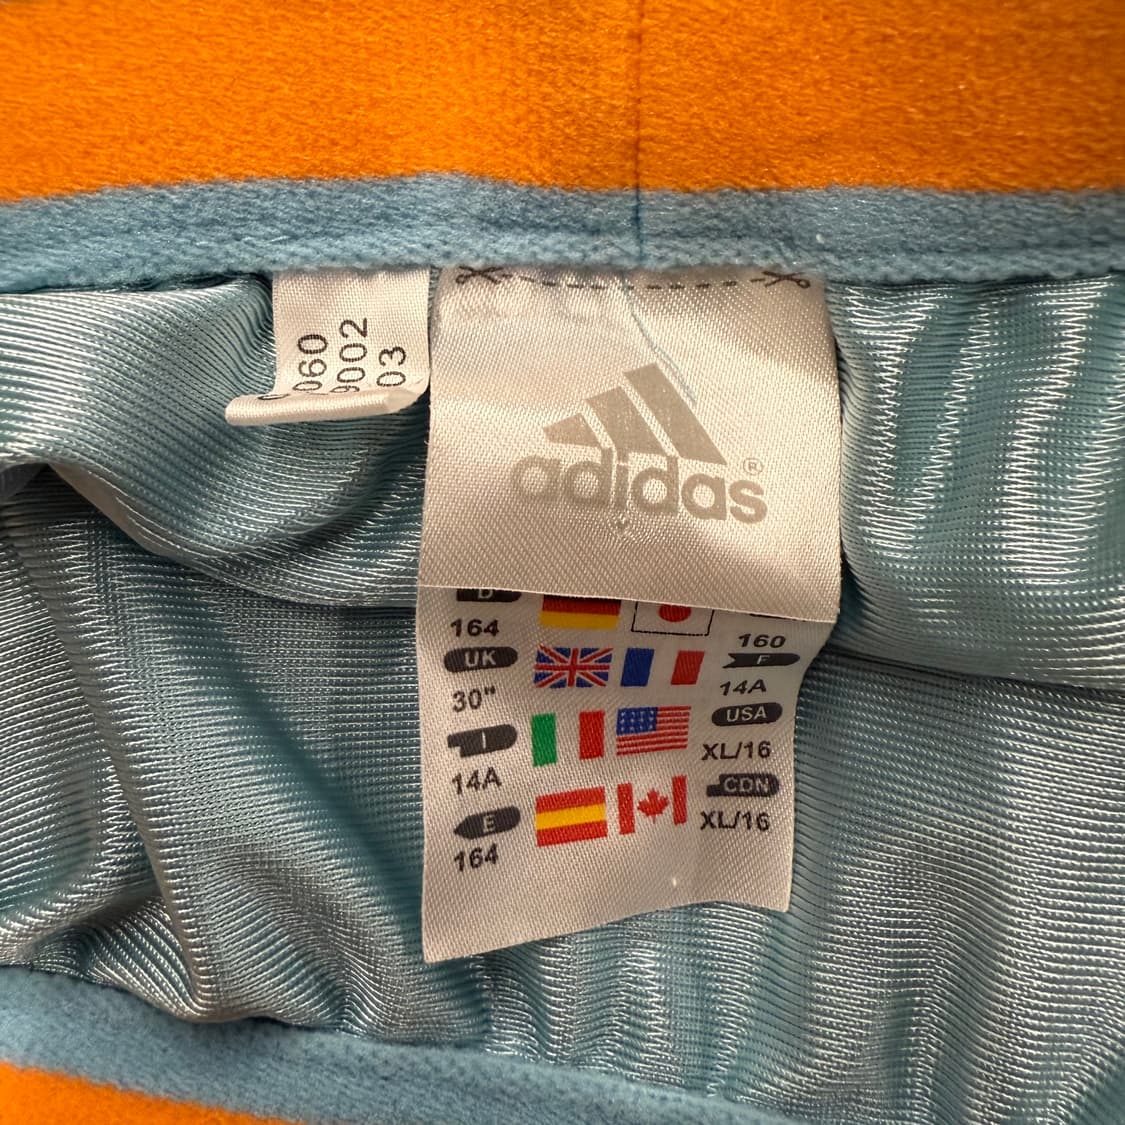 060
9002
03
adidas®
D
164
160
UK
F
30"
14A
I
USA
14A
XL/16
E
CDN
164
XL/16